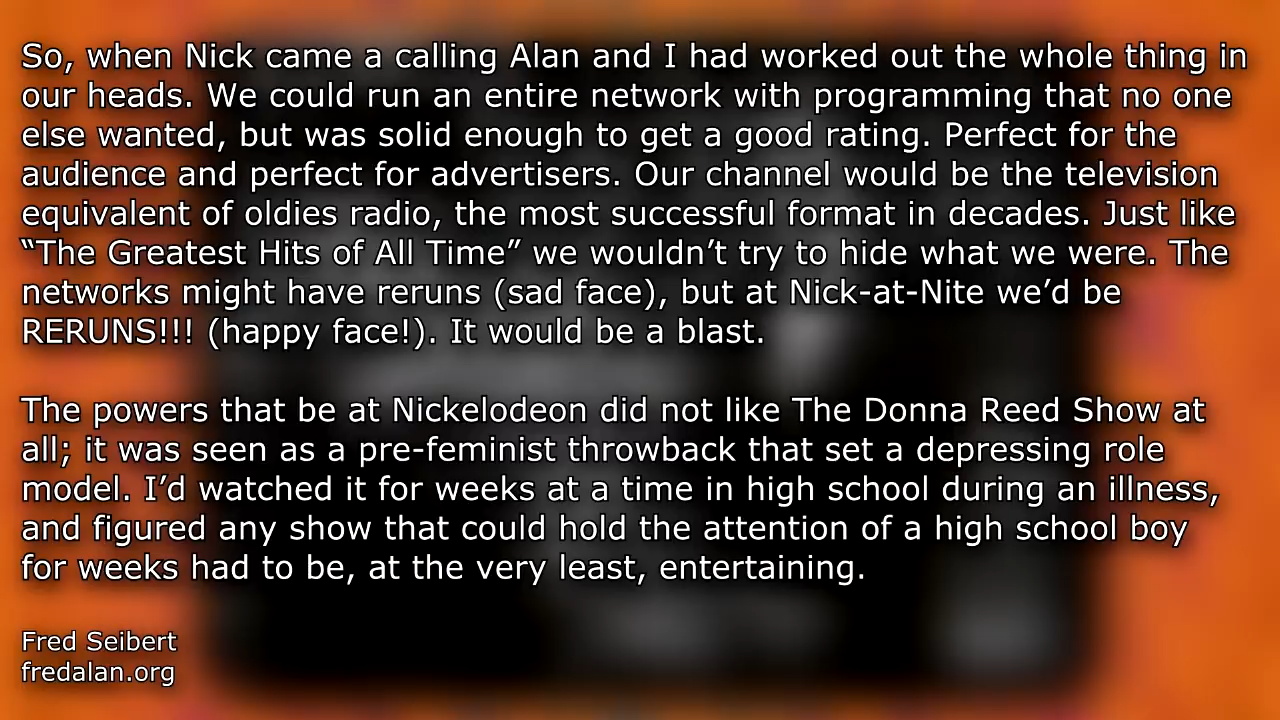 So, when Nick came a calling Alan and I had worked out the whole thing in
our heads. We could run an entire network with programming that no one
else wanted, but was solid enough to get a good rating. Perfect for the
audience and perfect for advertisers. Our channel would be the television
equivalent of oldies radio, the most successful format in decades. Just like
“The Greatest Hits of All Time” we wouldn’t try to hide what we were. The
networks might have reruns (sad face), but at Nick-at-Nite we’d be
RERUNS!!! (happy face!). It would be a blast.
The powers that be at Nickelodeon did not like The Donna Reed Show at
all; it was seen as a pre-feminist throwback that set a depressing role
model. I’d watched it for weeks at a time in high school during an illness,
and figured any show that could hold the attention of a high school boy
for weeks had to be, at the very least, entertaining.
Fred Seibert
fredalan.org